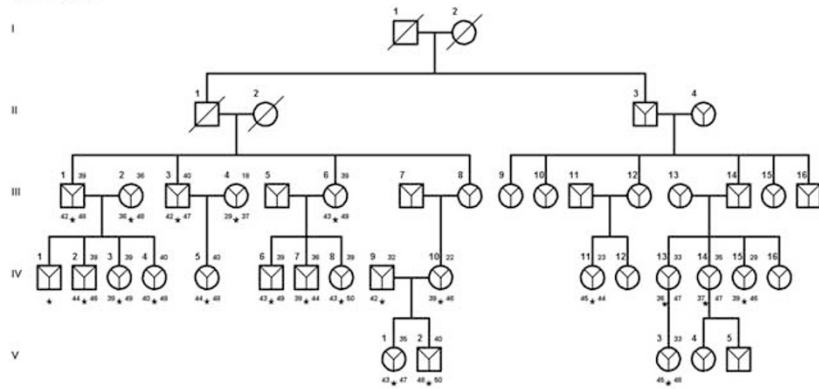 I
1 2
II
1 2 3 4
III
1 39 2 36 3 40 4 18 5 6 39 7 8 9 10 11 12 13 14 15 16
42 ★ 48 36 ★ 48 42 ★ 47 29 ★ 37 43 ★ 49
IV
1 2 39 3 39 4 40 5 40 6 39 7 36 8 39 9 32 10 22 11 23 12 13 33 14 35 15 29 16
★ 44 ★ 46 39 ★ 49 40 ★ 48 44 ★ 48 43 ★ 49 39 ★ 44 43 ★ 50 42 ★ 39 ★ 46 45 ★ 44 36 ★ 47 37 ★ 47 39 ★ 46
V
1 35 2 40 3 33 4 5
43 ★ 47 48 ★ 50 45 ★ 48